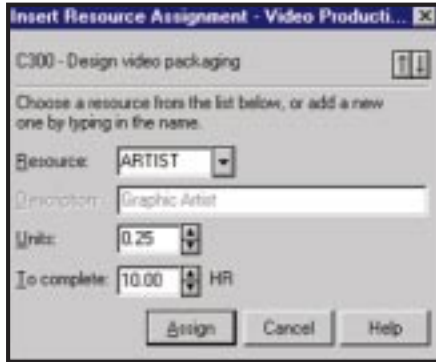 Insert Resource Assignment - Video Producti...
C300 - Design video packaging
Choose a resource from the list below, or add a new
one by typing in the name.
Resource: ARTIST
Description: Graphic Artist
Units: 0.25
To complete: 10.00 HR
Assign Cancel Help